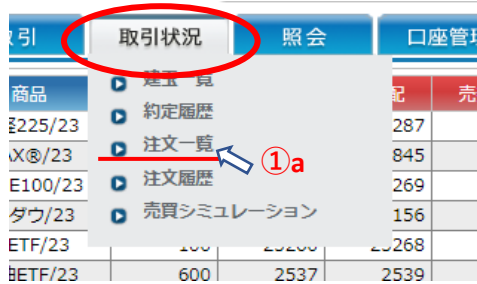 取引 取引状況 照会 口座管理
商品 建玉一覧 配 売
225/23 約定履歴 287
AX®/23 注文一覧 845
①a
E100/23 注文履歴 269
ダウ/23 売買シミュレーション 156
ETF/23 100 25268
ETF/23 600 2537 2539